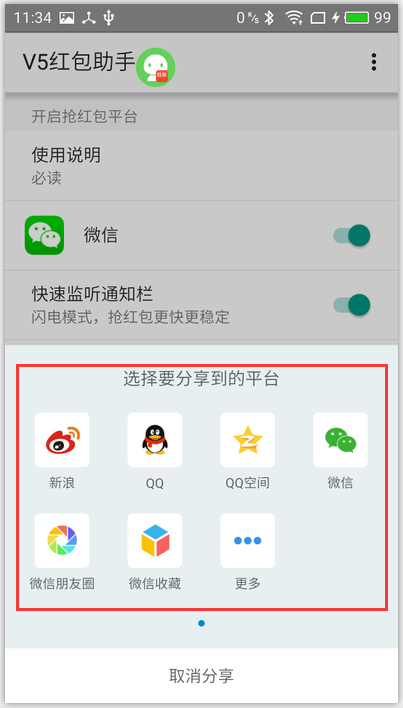 11:34
0 K/s
99
V5红包助手
红包
开启抢红包平台
使用说明
必读
微信
快速监听通知栏
闪电模式，抢红包更快更稳定
选择要分享到的平台
新浪 QQ QQ空间 微信
微信朋友圈 微信收藏 更多
取消分享